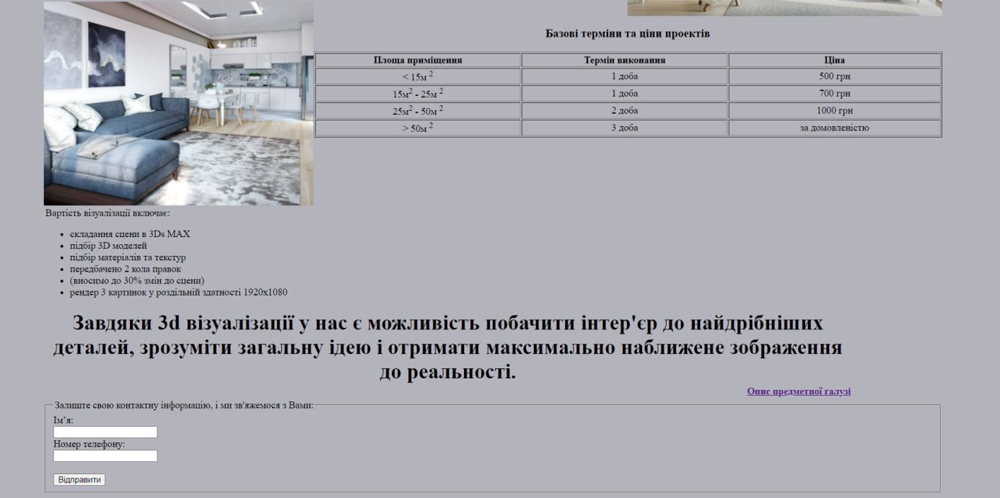 Базові терміни та ціни проектів
Площа приміщення Термін виконання Ціна
< 15м 2 1 доба 500 грн
15м2 - 25м 2 1 доба 700 грн
25м2 - 50м 2 2 доба 1000 грн
> 50м 2 3 доба за домовленістю
Вартість візуалізації включає:
• складання сцени в 3Ds MAX
• підбір 3D моделей
• підбір матеріалів та текстур
• передбачено 2 кола правок
• (вносимо до 30% змін до сцени)
• рендер 3 картинок у роздільній здатності 1920x1080
Завдяки 3d візуалізації у нас є можливість побачити інтер'єр до найдрібніших
деталей, зрозуміти загальну ідею і отримати максимально наближене зображення
до реальності.
Опис предметної галузі
Залиште свою контактну інформацію, і ми зв'яжемося з Вами:
Ім’я:
Номер телефону:
Відправити